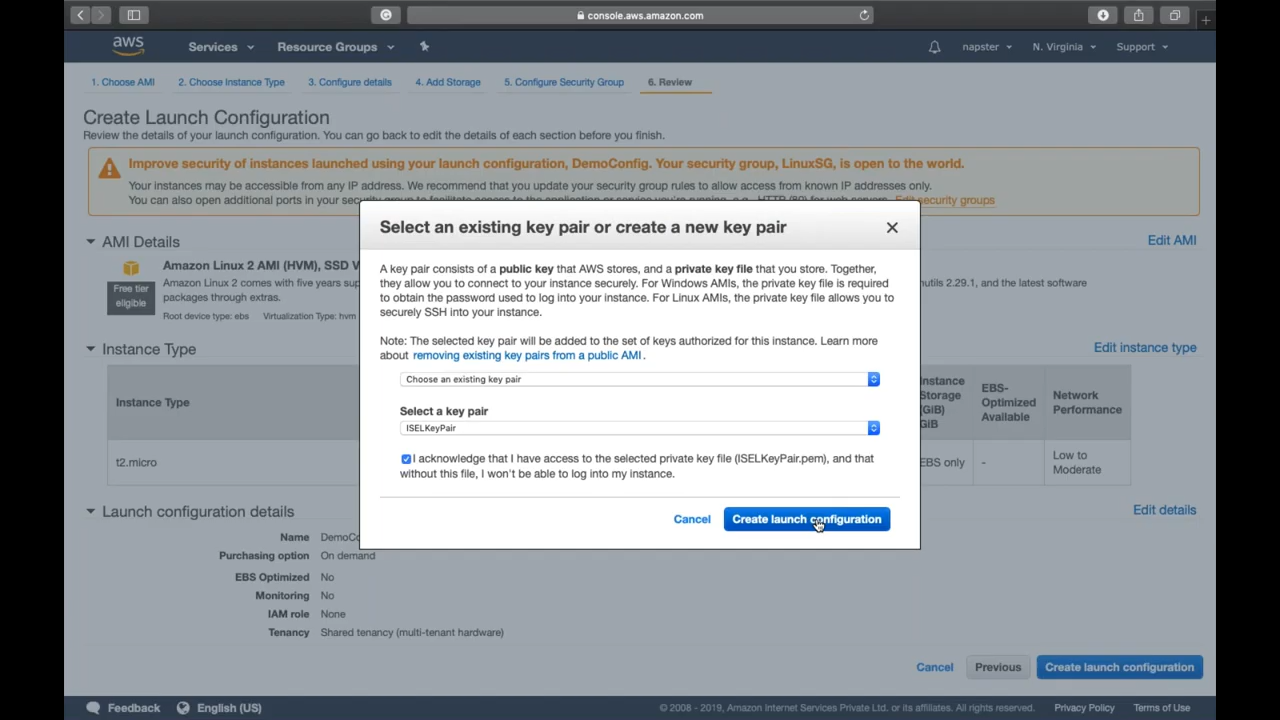 console.aws.amazon.com
aws
Services
Resource Groups
napster
N. Virginia
Support
1. Choose AMI
2. Choose Instance Type
3. Configure details
4. Add Storage
5. Configure Security Group
6. Review
Create Launch Configuration
Review the details of your launch configuration. You can go back to edit the details of each section before you finish.
Improve security of instances launched using your launch configuration, DemoConfig. Your security group, LinuxSG, is open to the world.
Your instances may be accessible from any IP address. We recommend that you update your security group rules to allow access from known IP addresses only.
You can also open additional ports in your security group to facilitate access to the application or service you're running, e.g., HTTP (80) for web servers. Edit security groups
Select an existing key pair or create a new key pair
A key pair consists of a public key that AWS stores, and a private key file that you store. Together,
they allow you to connect to your instance securely. For Windows AMIs, the private key file is required
to obtain the password used to log into your instance. For Linux AMIs, the private key file allows you to
securely SSH into your instance.
Note: The selected key pair will be added to the set of keys authorized for this instance. Learn more
about removing existing key pairs from a public AMI.
Choose an existing key pair
Select a key pair
ISELKeyPair
I acknowledge that I have access to the selected private key file (ISELKeyPair.pem), and that
without this file, I won't be able to log into my instance.
Cancel
Create launch configuration
AMI Details
Edit AMI
Free tier
eligible
Amazon Linux 2 AMI (HVM), SSD V
Amazon Linux 2 comes with five years sup
utils 2.29.1, and the latest software
packages through extras.
Root device type: ebs
Virtualization Type: hvm
Instance Type
Edit instance type
Instance Type
Instance
Storage
(GiB)
GiB
EBS-
Optimized
Available
Network
Performance
t2.micro
EBS only
-
Low to
Moderate
Launch configuration details
Edit details
Name DemoCo
Purchasing option On demand
EBS Optimized No
Monitoring No
IAM role None
Tenancy Shared tenancy (multi-tenant hardware)
Cancel
Previous
Create launch configuration
Feedback
English (US)
© 2008 - 2019, Amazon Internet Services Private Ltd. or its affiliates. All rights reserved.
Privacy Policy
Terms of Use